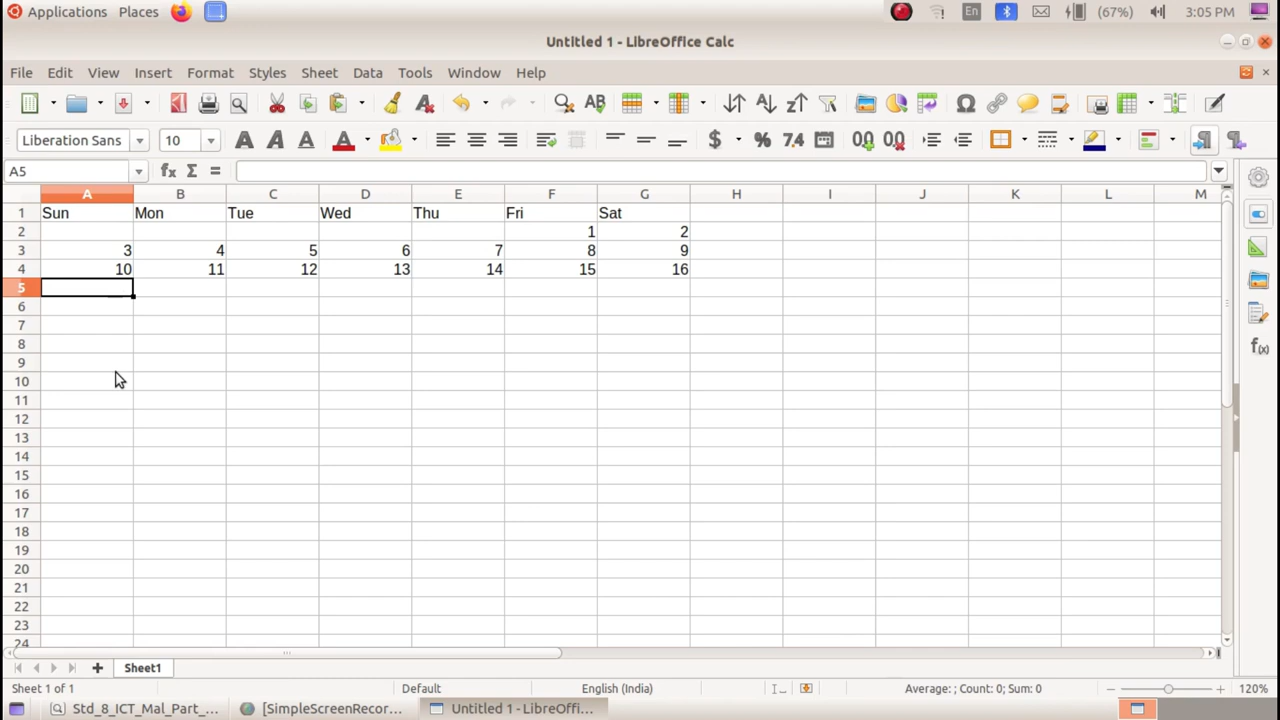 Applications Places En (67%) 3:05 PM
Untitled 1 - LibreOffice Calc
File Edit View Insert Format Styles Sheet Data Tools Window Help
Liberation Sans 10 $ % 7.4
A5 fx Σ =
A B C D E F G H I J K L M
1 Sun Mon Tue Wed Thu Fri Sat
2 1 2
3 3 4 5 6 7 8 9
4 10 11 12 13 14 15 16
5
6
7
8
9
10
11
12
13
14
15
16
17
18
19
20
21
22
23
24
Sheet1
Sheet 1 of 1 Default English (India) Average: ; Count: 0; Sum: 0 120%
Std_8_ICT_Mal_Part_... [SimpleScreenRecor... Untitled 1 - LibreOffi...